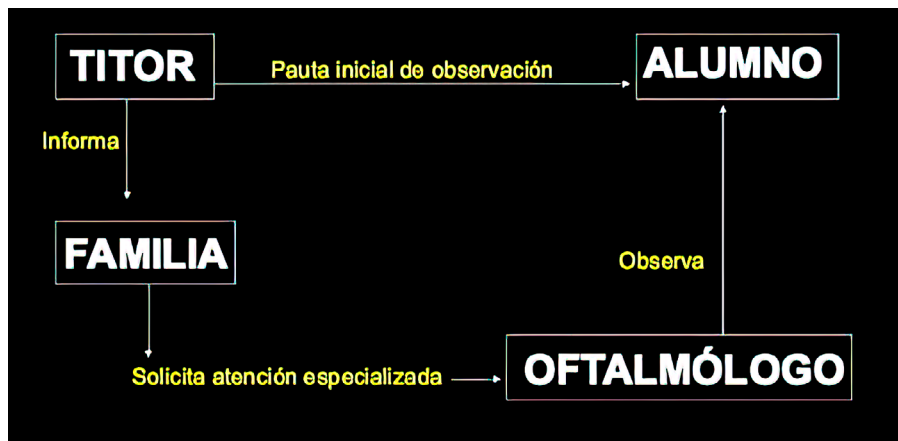 TITOR
Pauta inicial de observación
ALUMNO
Informa
FAMILIA
Observa
Solicita atención especializada
OFTALMÓLOGO